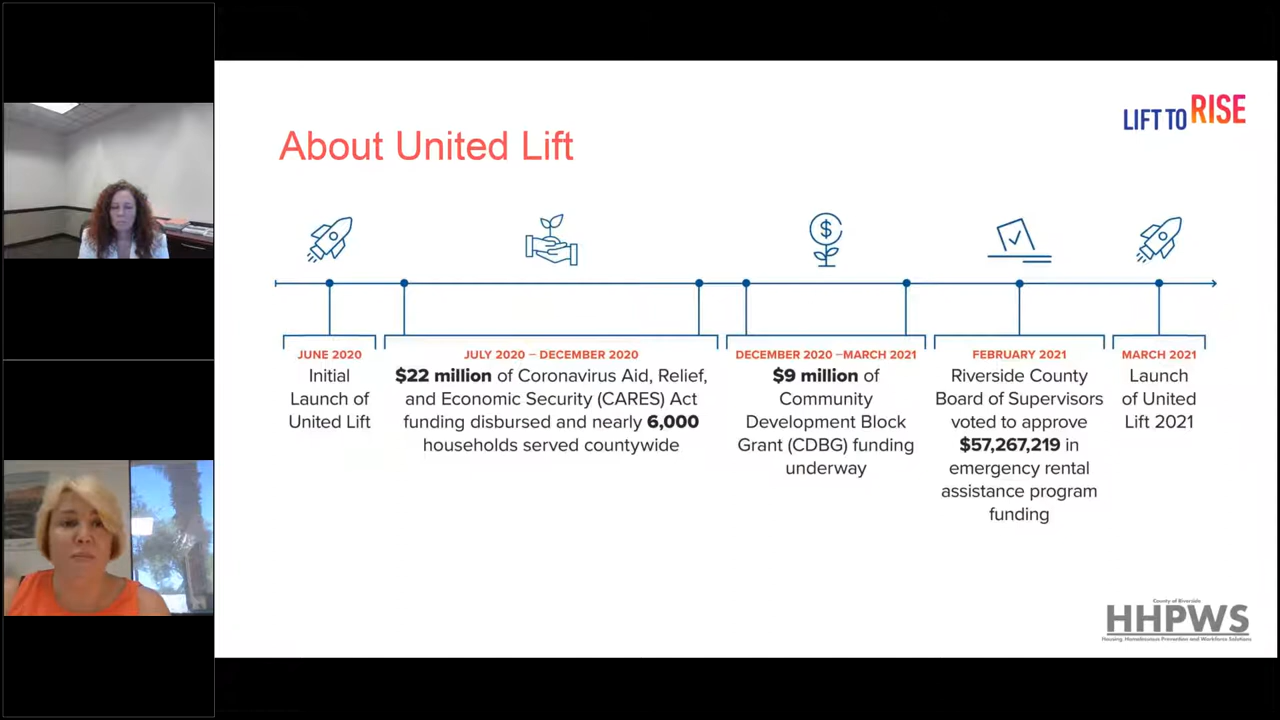 LIFT TO RISE
About United Lift
JUNE 2020
Initial
Launch of
United Lift
JULY 2020 – DECEMBER 2020
$22 million of Coronavirus Aid, Relief,
and Economic Security (CARES) Act
funding disbursed and nearly 6,000
households served countywide
DECEMBER 2020 –MARCH 2021
$9 million of
Community
Development Block
Grant (CDBG) funding
underway
FEBRUARY 2021
Riverside County
Board of Supervisors
voted to approve
$57,267,219 in
emergency rental
assistance program
funding
MARCH 2021
Launch
of United
Lift 2021
County of Riverside
HHPWS
Housing, Homelessness Prevention and Workforce Solutions